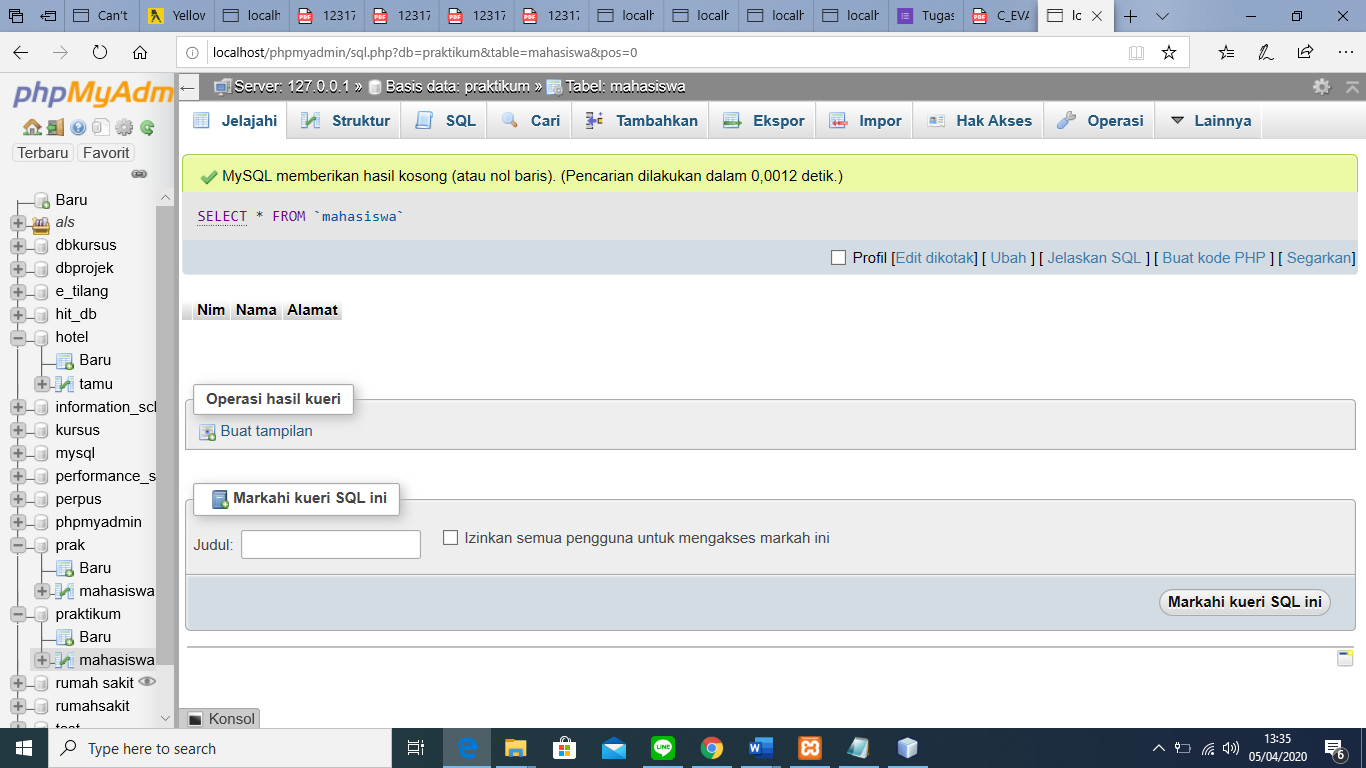 Can't
Yellov
localh
12317
12317
12317
12317
localh
localh
localh
localh
Tugas
C_EVA
lc
localhost/phpmyadmin/sql.php?db=praktikum&table=mahasiswa&pos=0
phpMyAdm
Terbaru Favorit
Baru
als
dbkursus
dbprojek
e_tilang
hit_db
hotel
Baru
tamu
information_scl
kursus
mysql
performance_s
perpus
phpmyadmin
prak
Baru
mahasiswa
praktikum
Baru
mahasiswa
rumah sakit
rumahsakit
Server: 127.0.0.1 » Basis data: praktikum » Tabel: mahasiswa
Jelajahi Struktur SQL Cari Tambahkan Ekspor Impor Hak Akses Operasi Lainnya
MySQL memberikan hasil kosong (atau nol baris). (Pencarian dilakukan dalam 0,0012 detik.)
SELECT * FROM `mahasiswa`
Profil [Edit dikotak] [ Ubah ] [ Jelaskan SQL ] [ Buat kode PHP ] [ Segarkan]
Nim Nama Alamat
Operasi hasil kueri
Buat tampilan
Markahi kueri SQL ini
Judul:
Izinkan semua pengguna untuk mengakses markah ini
Markahi kueri SQL ini
Konsol
Type here to search
13:35
05/04/2020
6